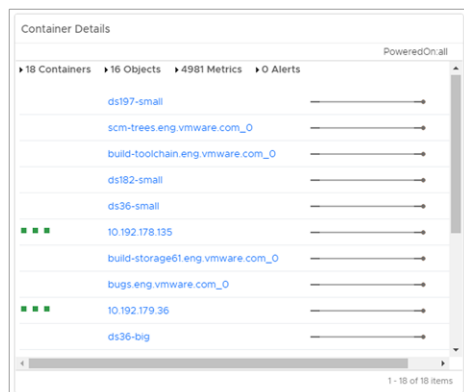 Container Details
PoweredOn:all
18 Containers 16 Objects 4981 Metrics 0 Alerts
ds197-small
scm-trees.eng.vmware.com_0
build-toolchain.eng.vmware.com_0
ds182-small
ds36-small
10.192.178.135
build-storage61.eng.vmware.com_0
bugs.eng.vmware.com_0
10.192.179.36
ds36-big
1 - 18 of 18 items